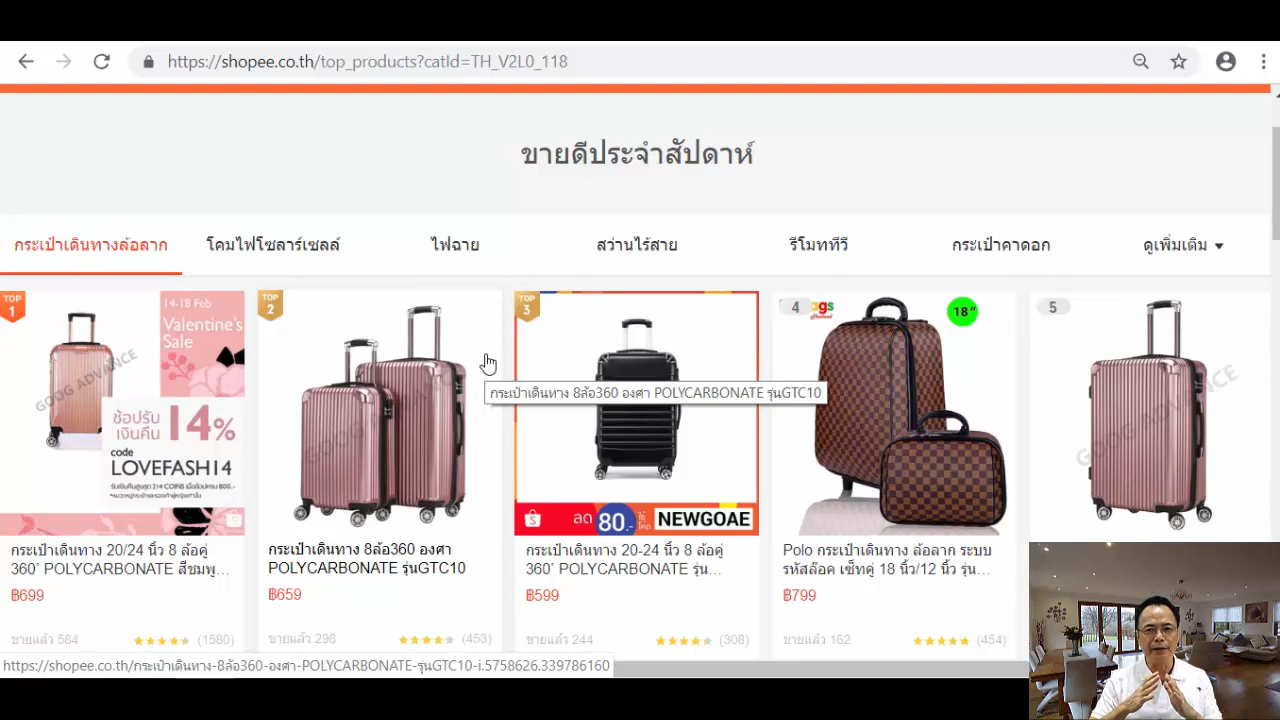 https://shopee.co.th/top_products?catId=TH_V2L0_118
ขายดีประจำสัปดาห์
กระเป๋าเดินทางล้อลาก โคมไฟโซลาร์เซลล์ ไฟฉาย สว่านไร้สาย รีโมททีวี กระเป๋าคาดอก ดูเพิ่มเติม
TOP 1
14-18 Feb
Valentine's
Sale
GOOG ADVANCE
ช้อปรับ
เงินคืน 14%
code
LOVEFASH14
TOP 2
GOOG ADVANCE
TOP 3
ลด 80.- NEWGOAE
4
18"
5
GOOG ADVANCE
กระเป๋าเดินทาง 8ล้อ360 องศา POLYCARBONATE รุ่นGTC10
กระเป๋าเดินทาง 20/24 นิ้ว 8 ล้อคู่
360° POLYCARBONATE สีชมพู...
฿699
ขายแล้ว 584 (1580)
กระเป๋าเดินทาง 8ล้อ360 องศา
POLYCARBONATE รุ่นGTC10
฿659
ขายแล้ว 298 (453)
กระเป๋าเดินทาง 20-24 นิ้ว 8 ล้อคู่
360° POLYCARBONATE รุ่น...
฿599
ขายแล้ว 244 (308)
Polo กระเป๋าเดินทาง ล้อลาก ระบบ
รหัสล๊อค เซ็ทคู่ 18 นิ้ว/12 นิ้ว รุ่น...
฿799
ขายแล้ว 162 (454)
https://shopee.co.th/กระเป๋าเดินทาง-8ล้อ360-องศา-POLYCARBONATE-รุ่นGTC10-i.5758626.339786160